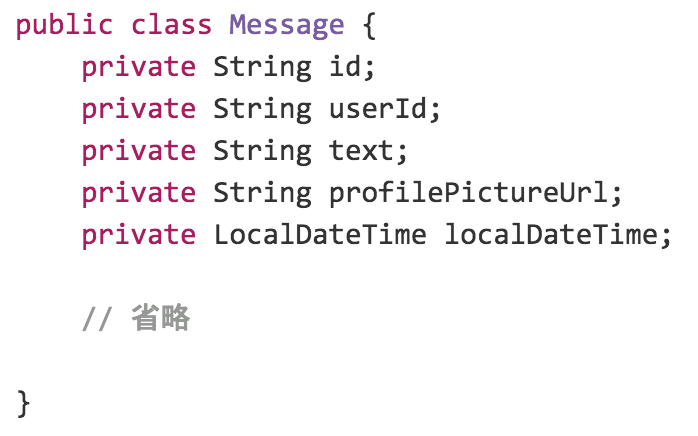 public class Message {
    private String id;
    private String userId;
    private String text;
    private String profilePictureUrl;
    private LocalDateTime localDateTime;
    // 省略
}